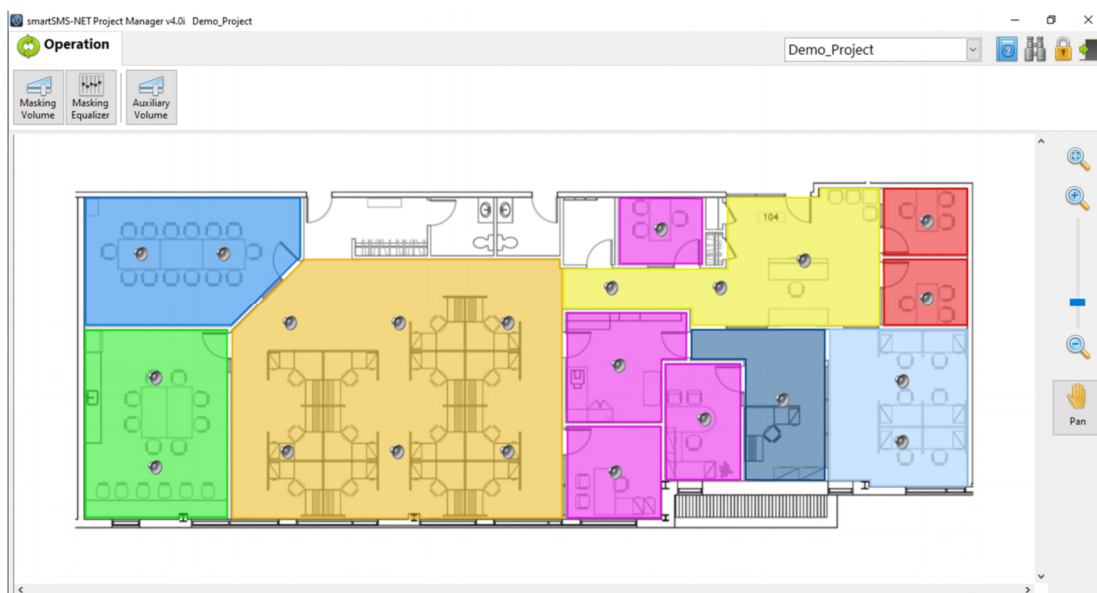 smartSMS-NET Project Manager v4.0i Demo_Project
Operation
Demo_Project
Masking Volume
Masking Equalizer
Auxiliary Volume
104
Pan